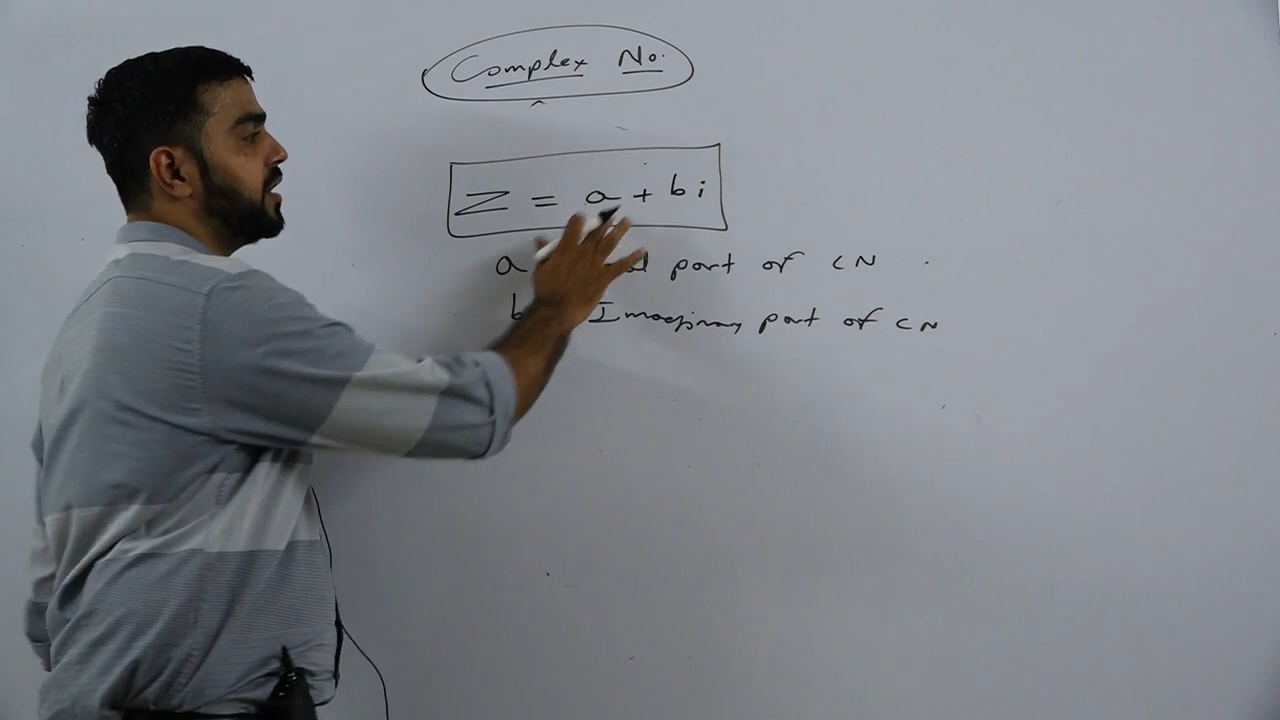 Complex No.
Z = a + bi
a part of CN
b Imaginary part of CN